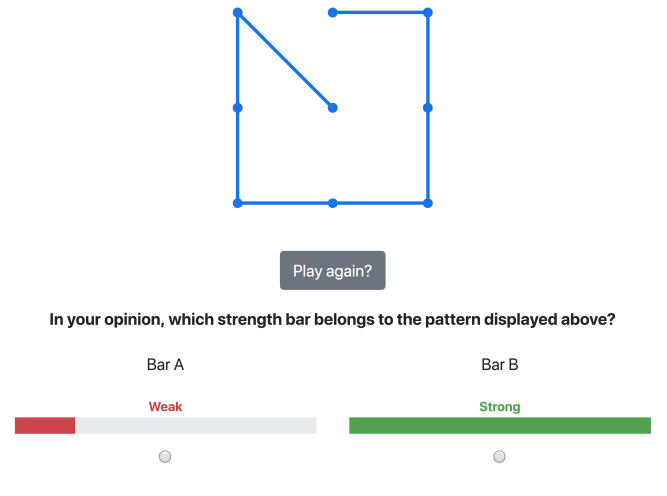 Play again?
In your opinion, which strength bar belongs to the pattern displayed above?
Bar A
Bar B
Weak
Strong